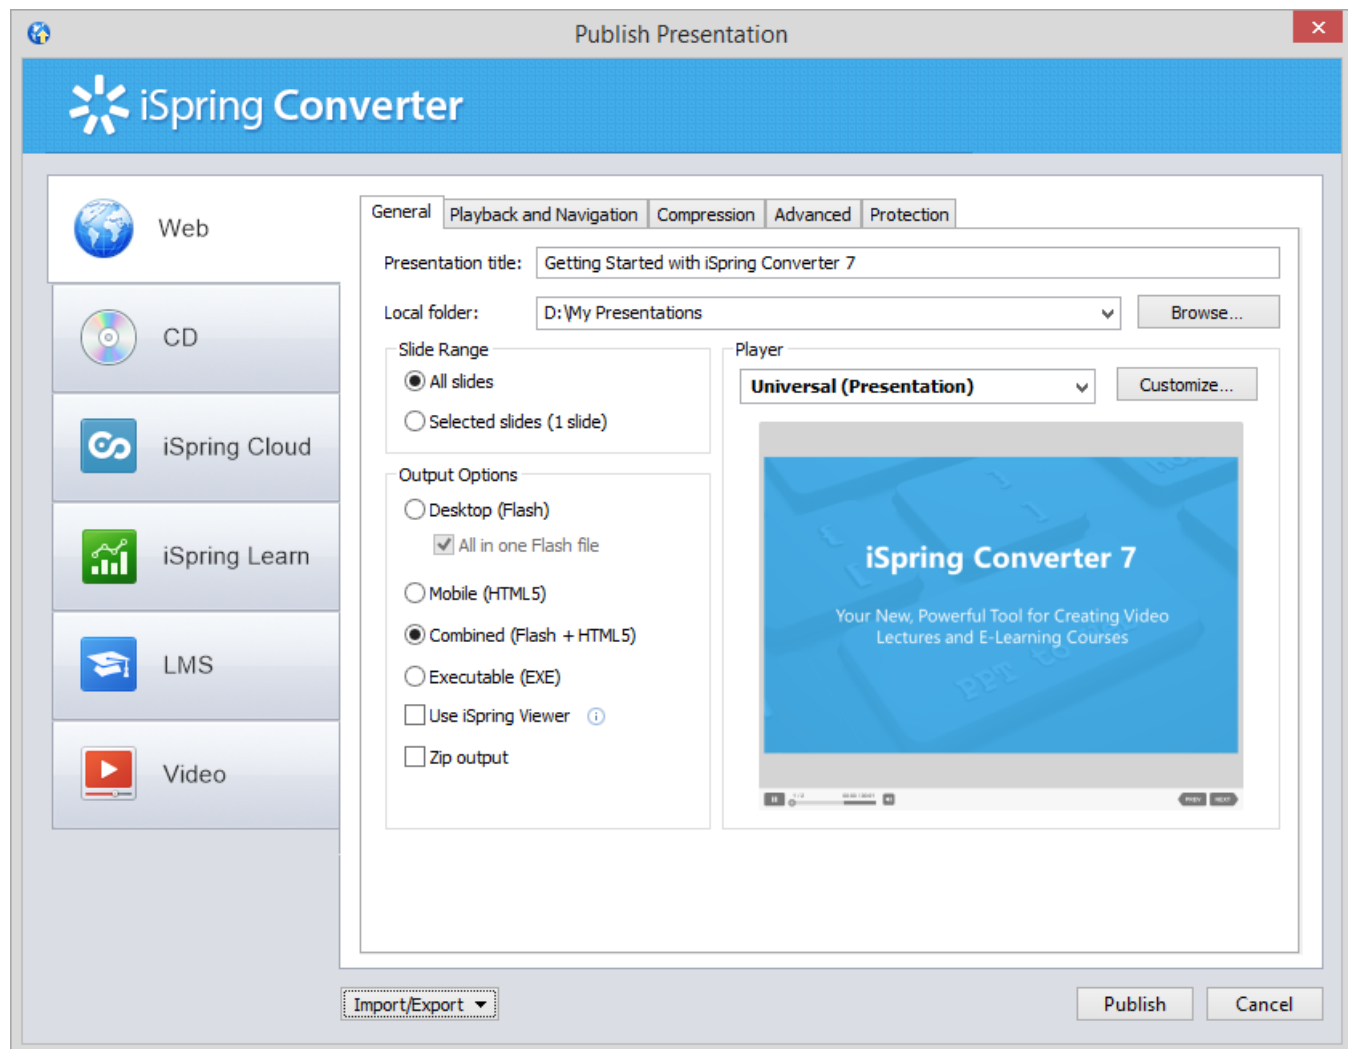 Publish Presentation
iSpring Converter
Web
CD
iSpring Cloud
iSpring Learn
LMS
Video
General Playback and Navigation Compression Advanced Protection
Presentation title: Getting Started with iSpring Converter 7
Local folder: D:\My Presentations Browse...
Slide Range
All slides
Selected slides (1 slide)
Output Options
Desktop (Flash)
All in one Flash file
Mobile (HTML5)
Combined (Flash + HTML5)
Executable (EXE)
Use iSpring Viewer
Zip output
Player
Universal (Presentation) Customize...
iSpring Converter 7
Your New, Powerful Tool for Creating Video
Lectures and E-Learning Courses
PPT to
PREV NEXT
Import/Export Publish Cancel